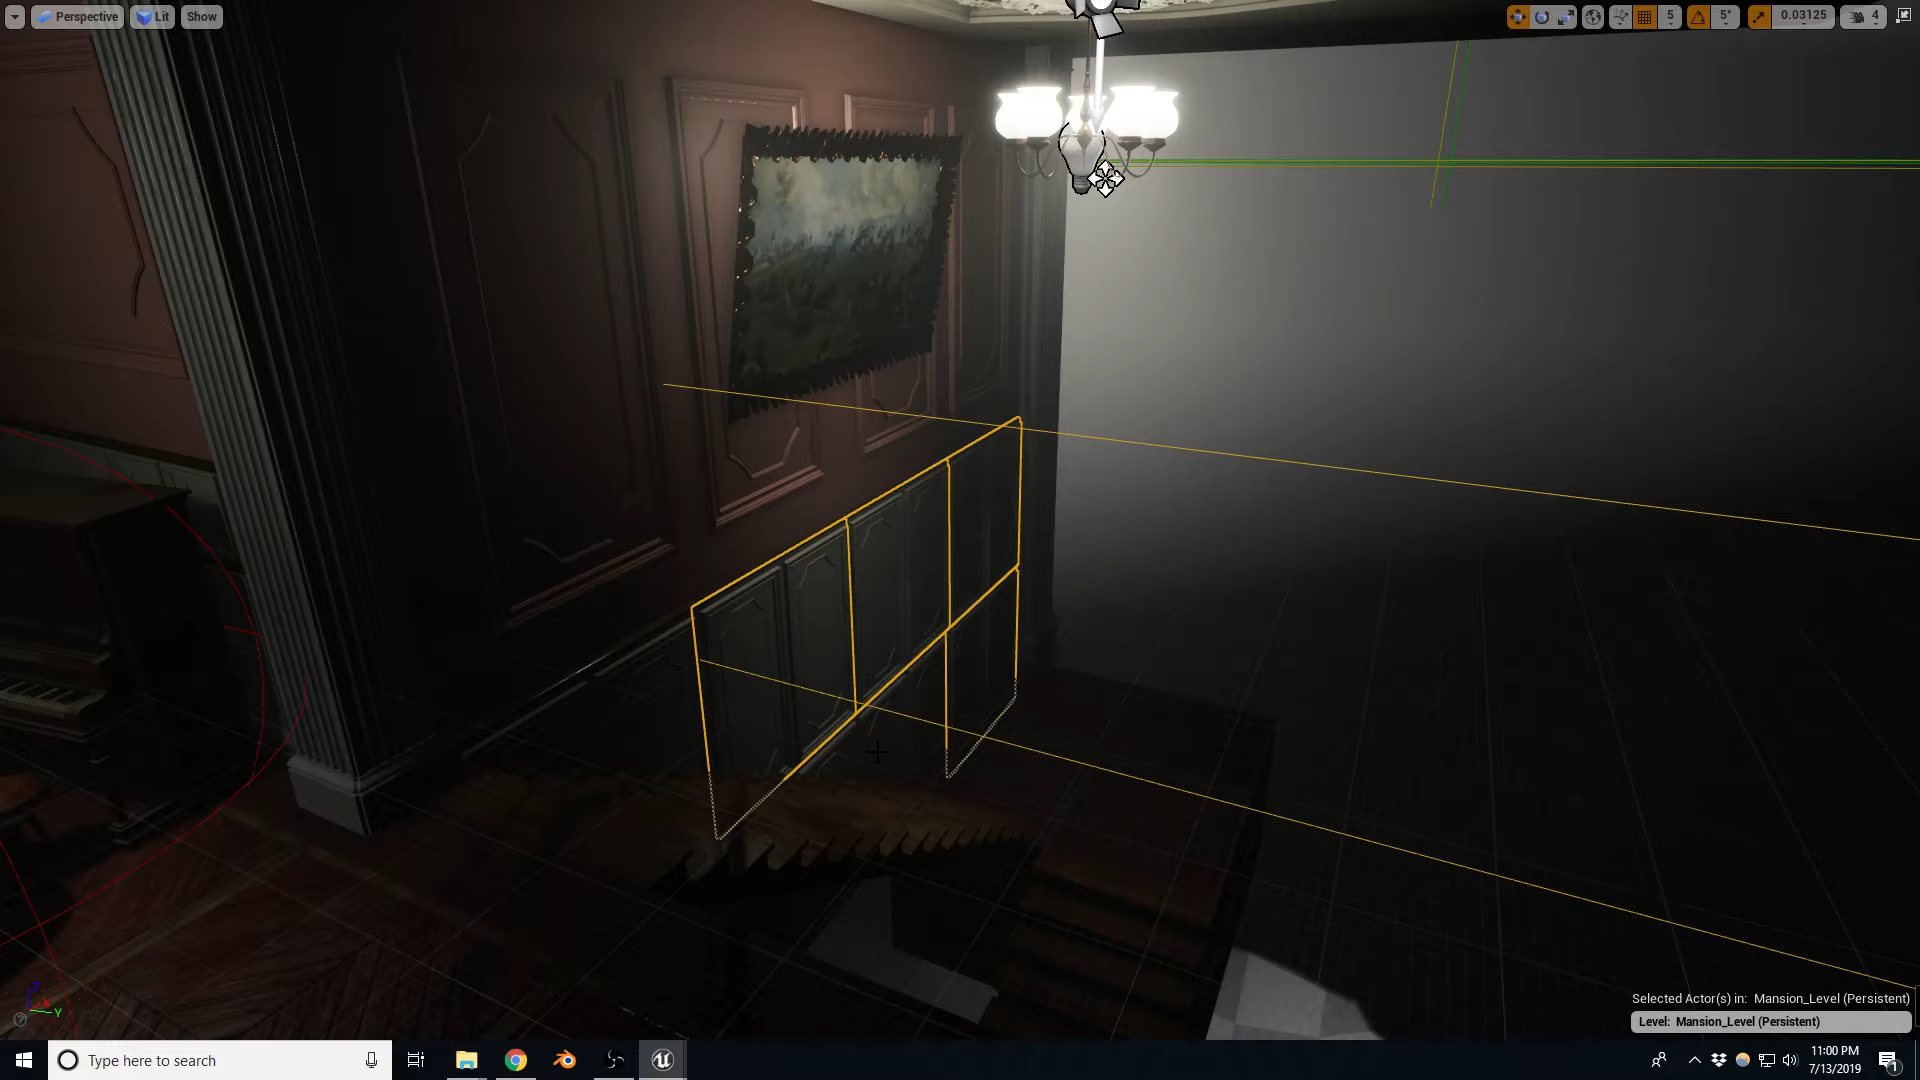 Perspective
Lit
Show
5
5°
0.03125
4
Z
X
Y
?
Selected Actor(s) in: Mansion_Level (Persistent)
Level: Mansion_Level (Persistent)
Type here to search
11:00 PM
7/13/2019
1